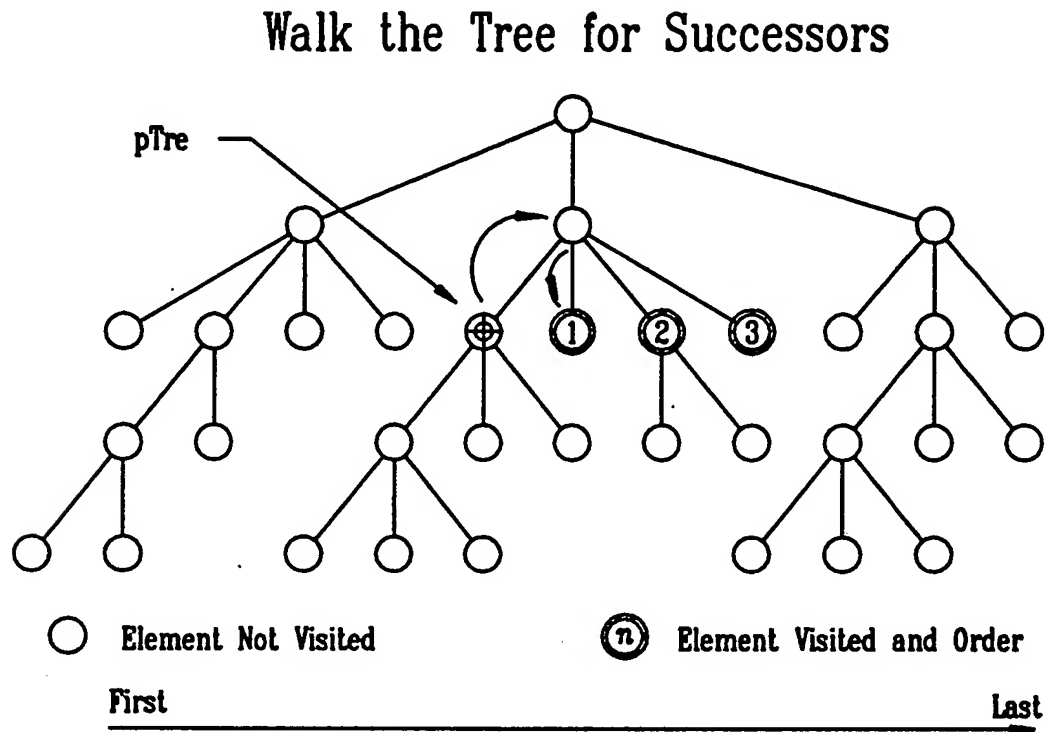 Walk the Tree for Successors
pTre
1 2 3
Element Not Visited
n Element Visited and Order
First Last